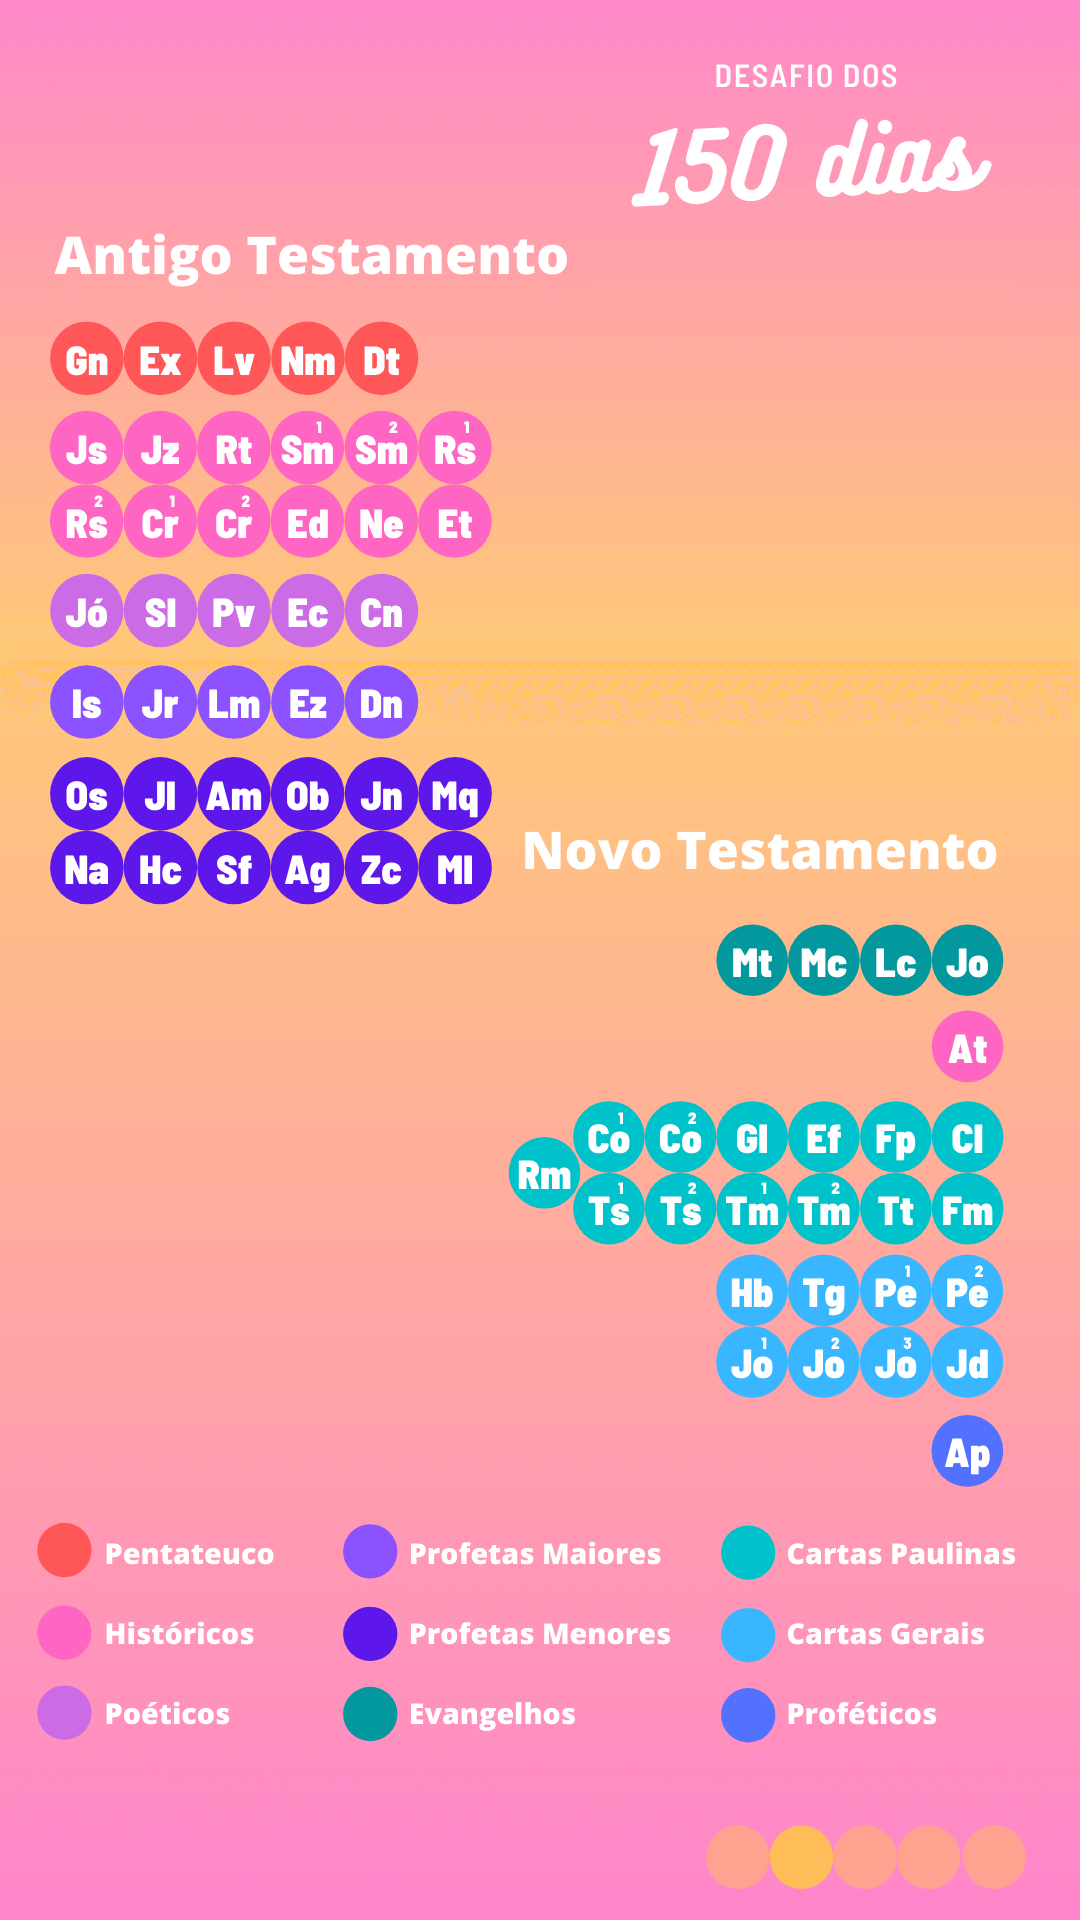 DESAFIO DOS
150 dias
Antigo Testamento
Gn Ex Lv Nm Dt
Js Jz Rt 1 Sm 2 Sm 1 Rs
2 Rs 1 Cr 2 Cr Ed Ne Et
Jó Sl Pv Ec Cn
Is Jr Lm Ez Dn
Os Jl Am Ob Jn Mq
Na Hc Sf Ag Zc Ml
Novo Testamento
Mt Mc Lc Jo
At
Rm
1 Co 2 Co Gl Ef Fp Cl
1 Ts 2 Ts 1 Tm 2 Tm Tt Fm
Hb Tg 1 Pe 2 Pe
1 Jo 2 Jo 3 Jo Jd
Ap
Pentateuco
Históricos
Poéticos
Profetas Maiores
Profetas Menores
Evangelhos
Cartas Paulinas
Cartas Gerais
Proféticos